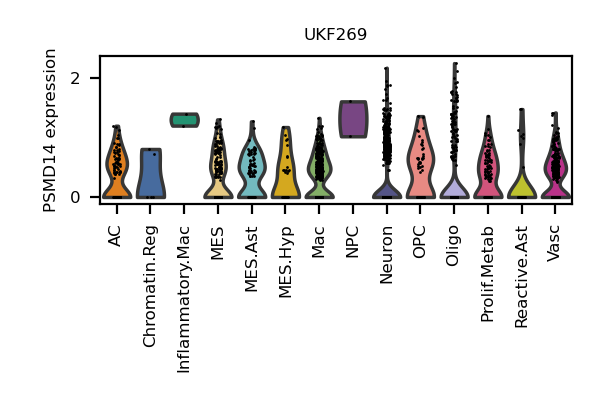 UKF269
PSMD14 expression
2
0
AC
Chromatin.Reg
Inflammatory.Mac
MES
MES.Ast
MES.Hyp
Mac
NPC
Neuron
OPC
Oligo
Prolif.Metab
Reactive.Ast
Vasc